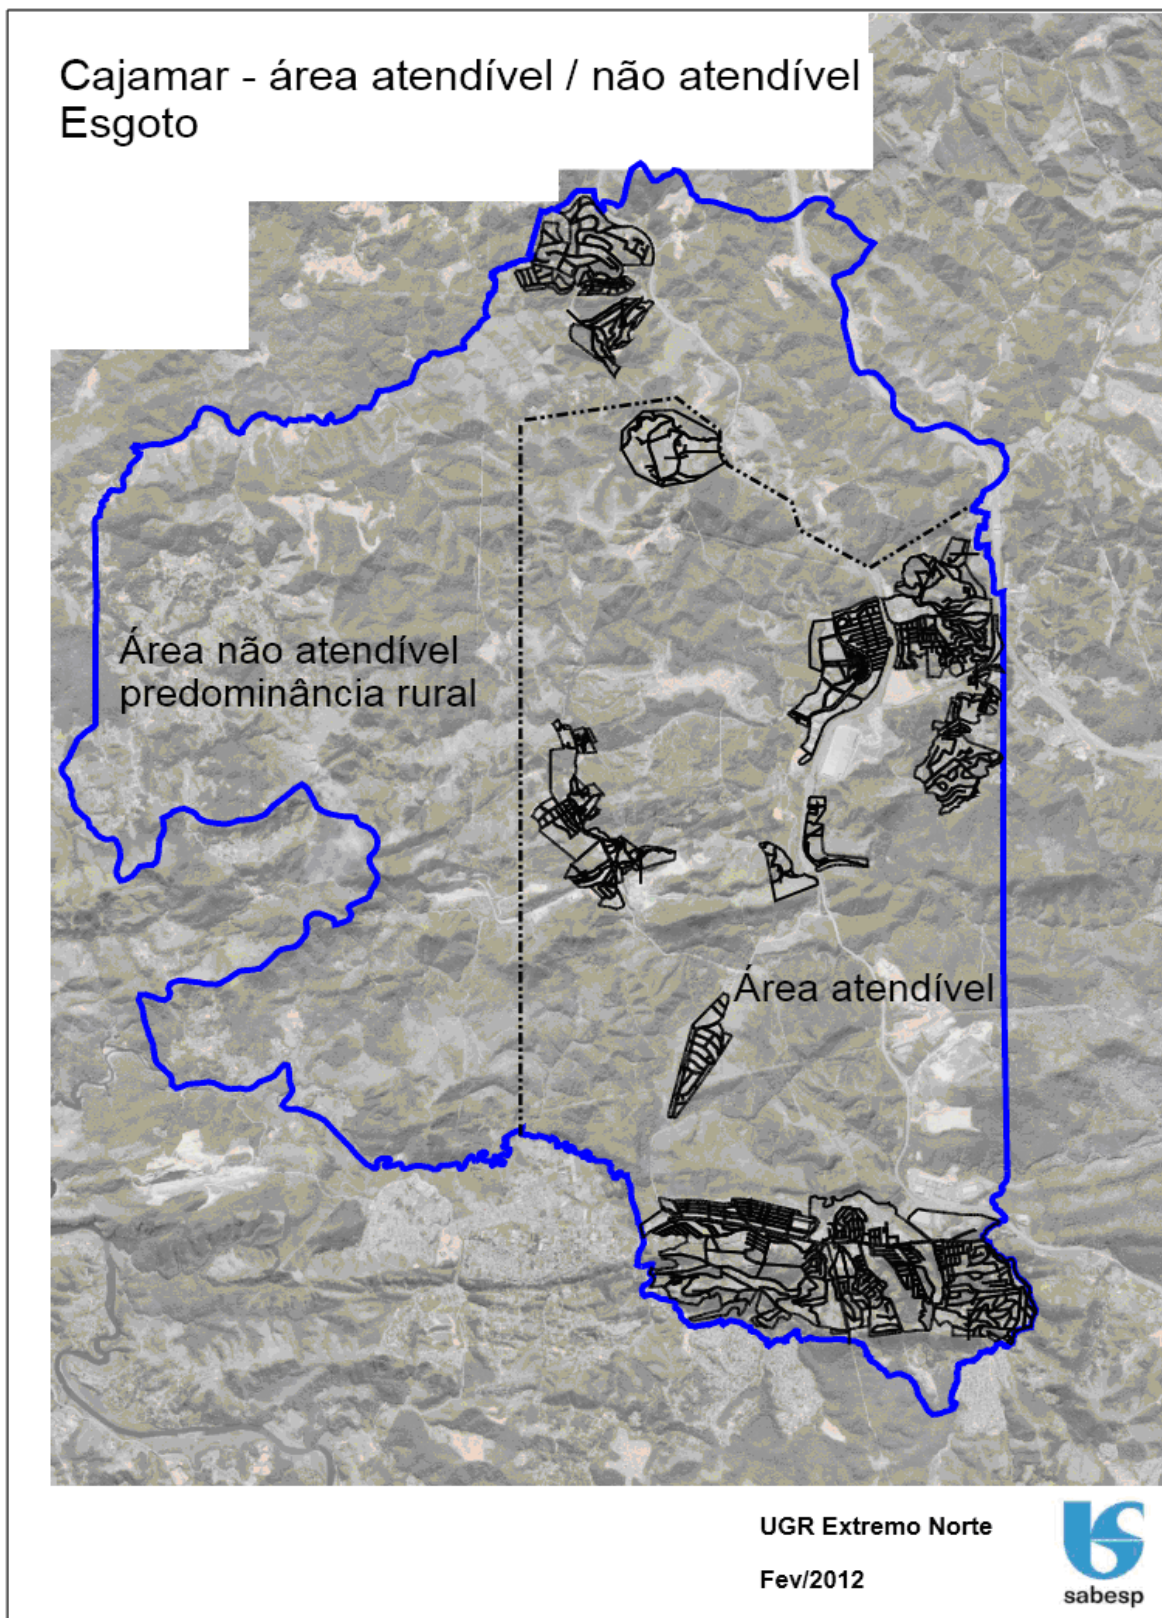 Cajamar - área atendível / não atendível
Esgoto
Área não atendível
predominância rural
Área atendível
UGR Extremo Norte
Fev/2012
sabesp